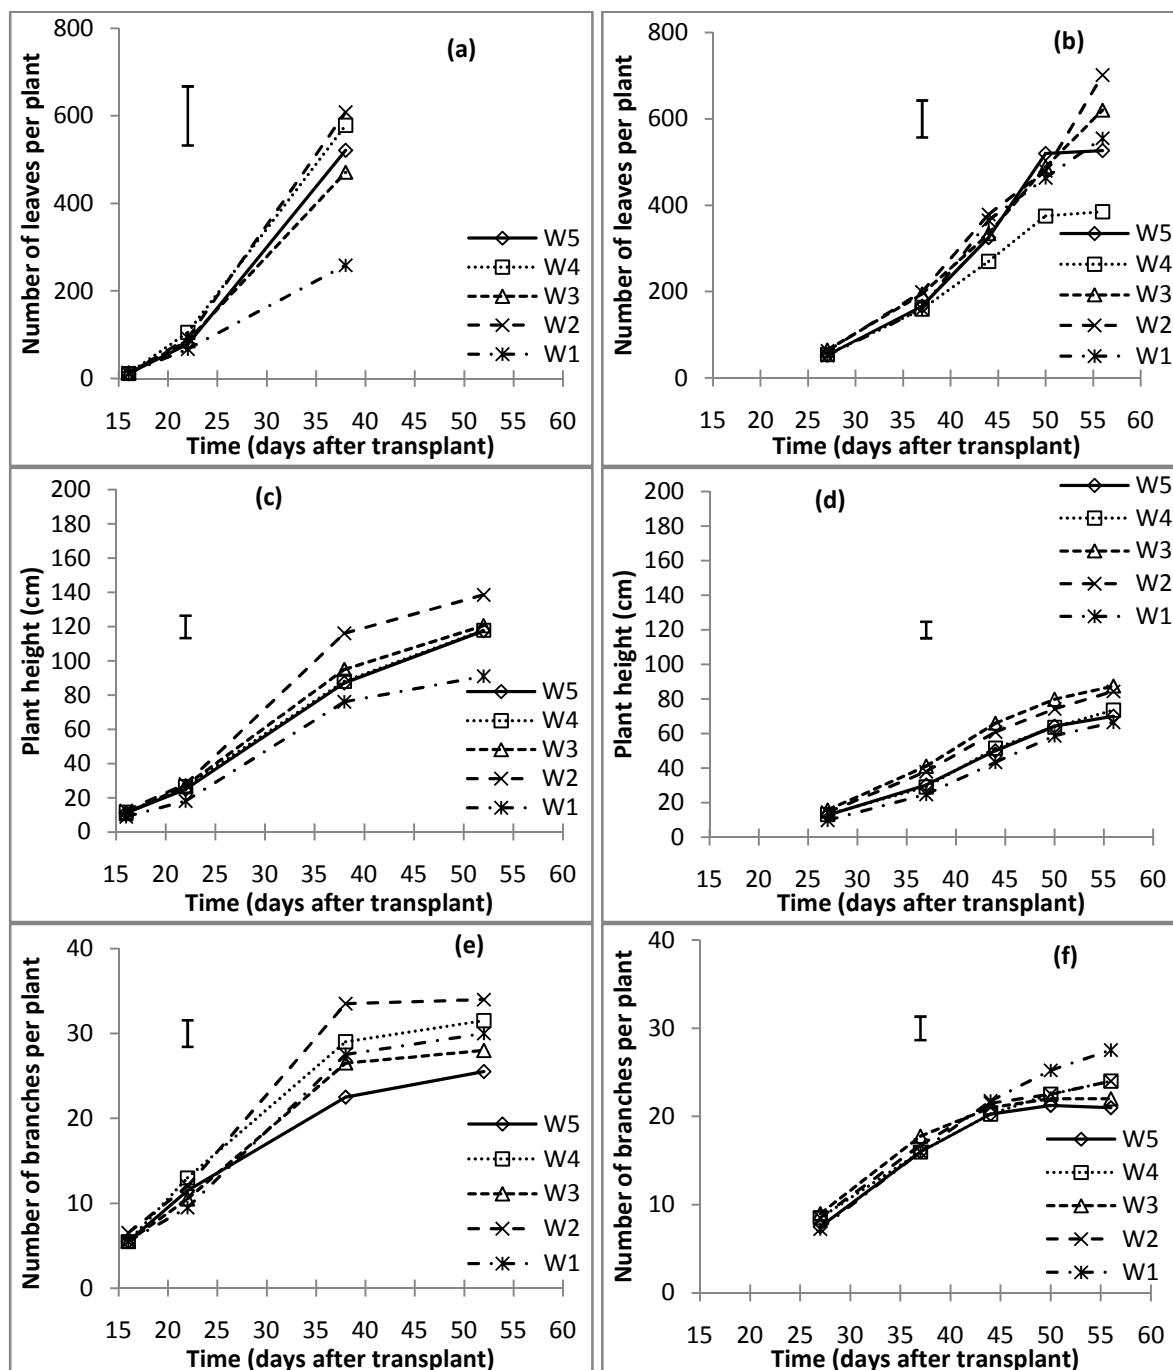 (a)
Number of leaves per plant
800
600
400
200
0
W5
W4
W3
W2
W1
15 20 25 30 35 40 45 50 55 60
Time (days after transplant)
(b)
Number of leaves per plant
800
600
400
200
0
W5
W4
W3
W2
W1
15 20 25 30 35 40 45 50 55 60
Time (days after transplant)
(c)
Plant height (cm)
200
180
160
140
120
100
80
60
40
20
0
W5
W4
W3
W2
W1
15 20 25 30 35 40 45 50 55 60
Time (days after transplant)
(d)
Plant height (cm)
200
180
160
140
120
100
80
60
40
20
0
W5
W4
W3
W2
W1
15 20 25 30 35 40 45 50 55 60
Time (days after transplant)
(e)
Number of branches per plant
40
30
20
10
0
W5
W4
W3
W2
W1
15 20 25 30 35 40 45 50 55 60
Time (days after transplant)
(f)
Number of branches per plant
40
30
20
10
0
W5
W4
W3
W2
W1
15 20 25 30 35 40 45 50 55 60
Time (days after transplant)